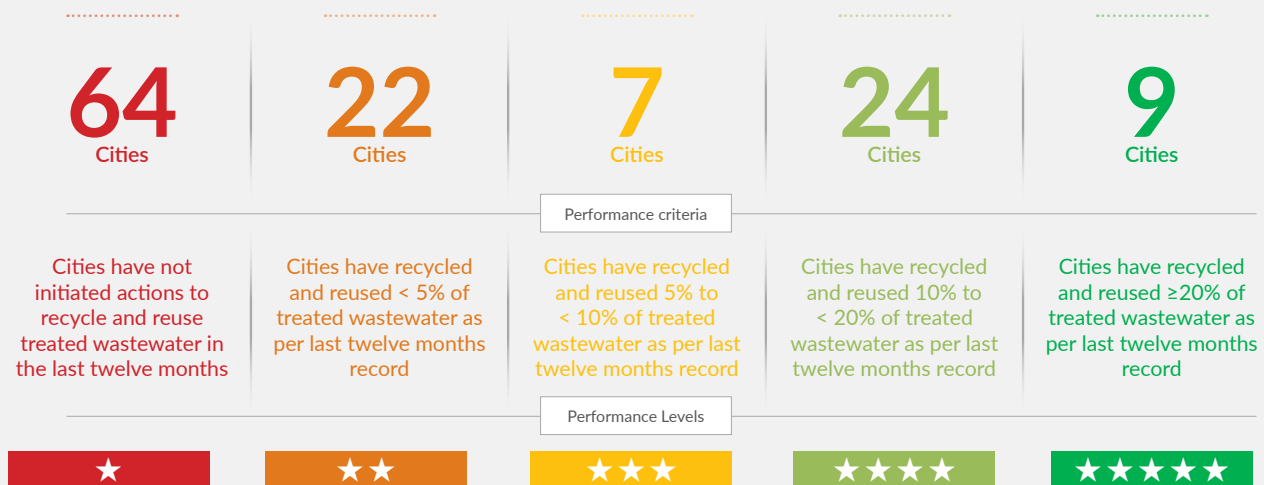 64
Cities
22
Cities
7
Cities
24
Cities
9
Cities
Performance criteria
Cities have not
initiated actions to
recycle and reuse
treated wastewater in
the last twelve months
Cities have recycled
and reused < 5% of
treated wastewater as
per last twelve months
record
Cities have recycled
and reused 5% to
< 10% of treated
wastewater as per last
twelve months record
Cities have recycled
and reused 10% to
< 20% of treated
wastewater as per last
twelve months record
Cities have recycled
and reused ≥20% of
treated wastewater as
per last twelve months
record
Performance Levels